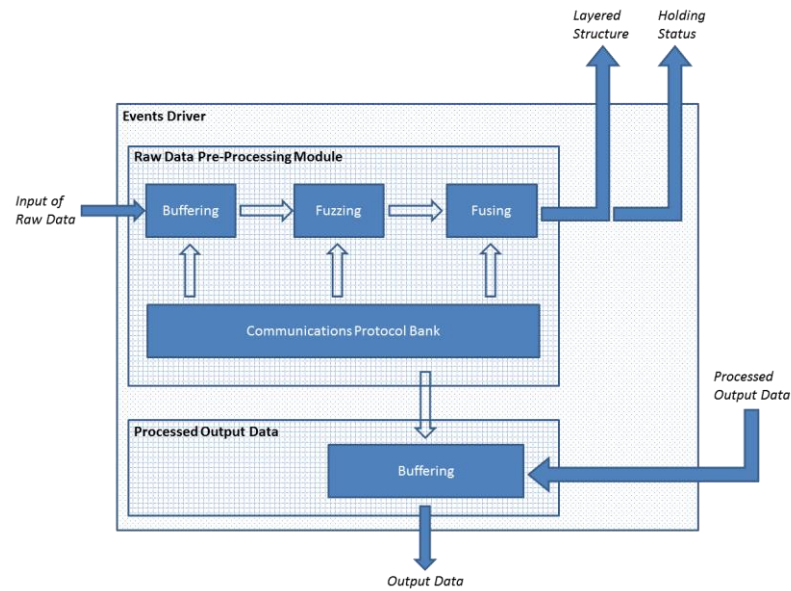 Layered
Structure
Holding
Status
Events Driver
Raw Data Pre-Processing Module
Input of
Raw Data
Buffering
Fuzzing
Fusing
Communications Protocol Bank
Processed
Output Data
Processed Output Data
Buffering
Output Data